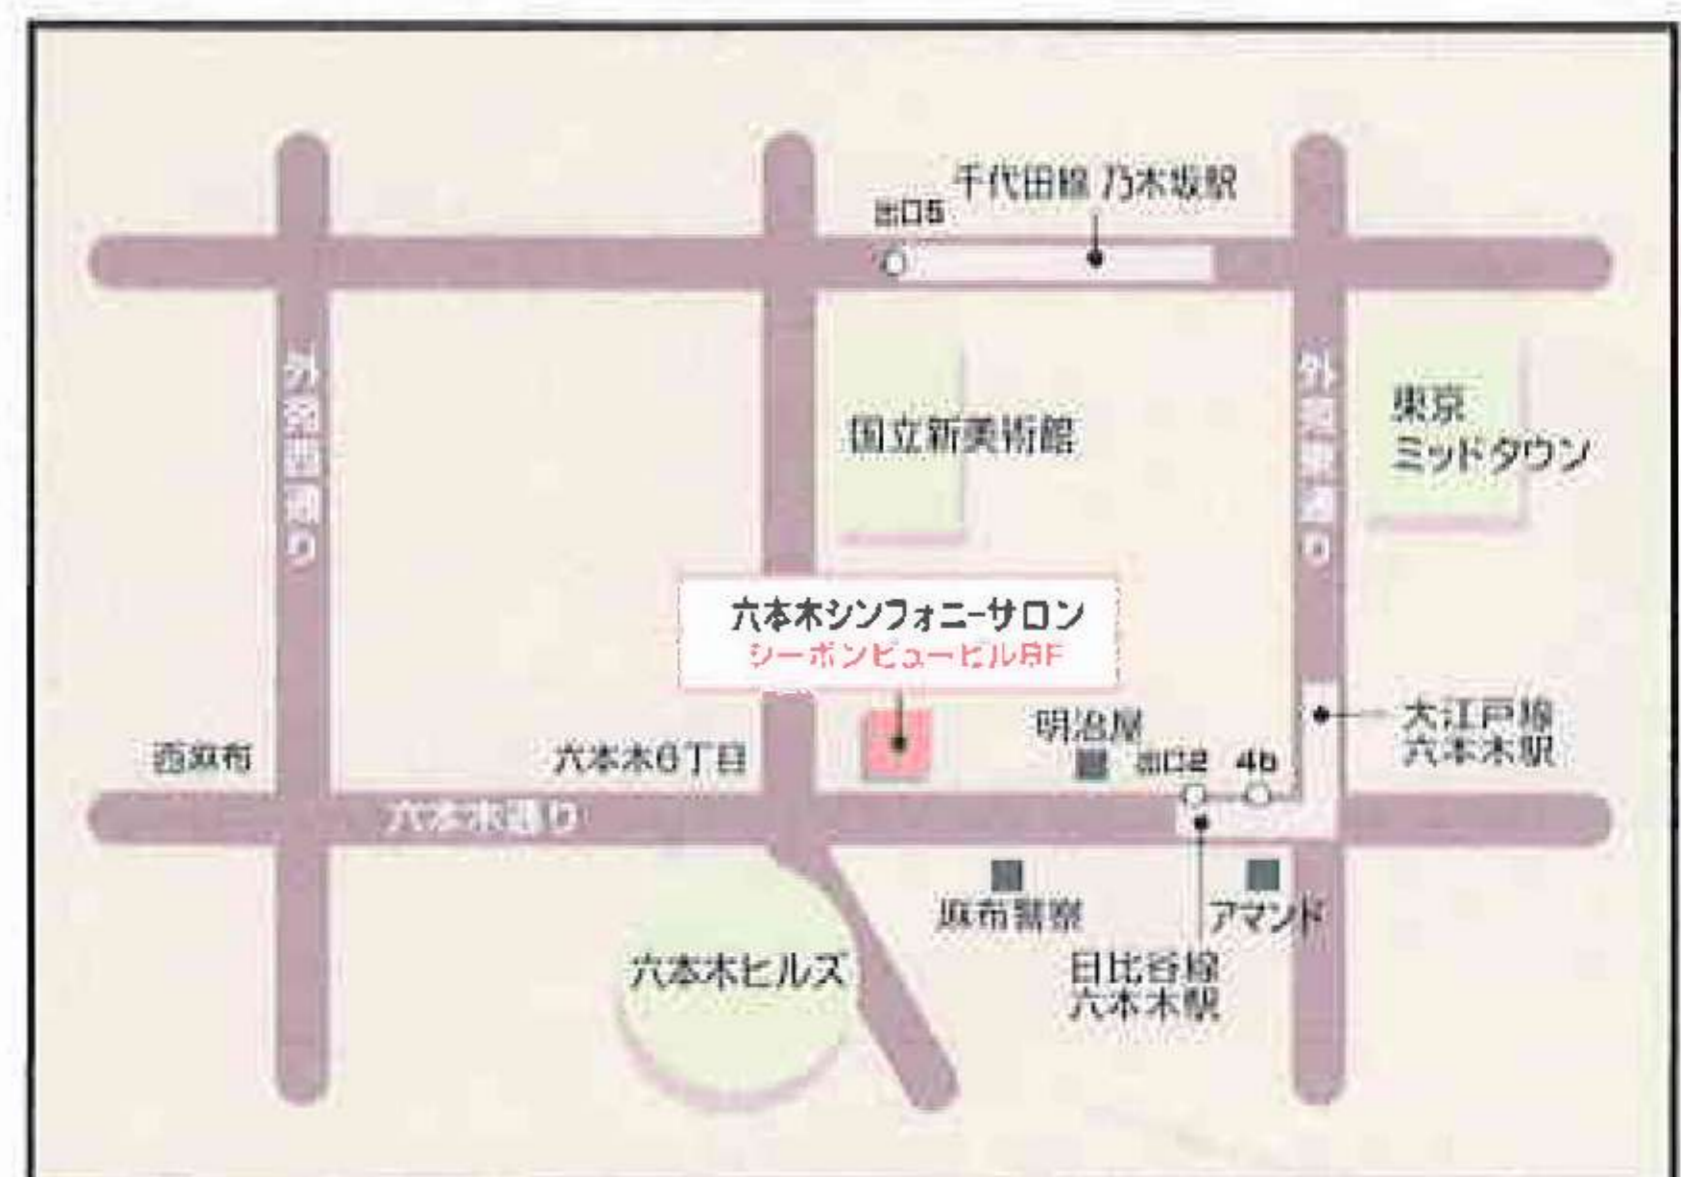 千代田線 乃木坂駅
出口5
外苑西通り
外苑東通り
国立新美術館
東京
ミッドタウン
六本木シンフォニーサロン
シーボンビュービル
明治屋
大江戸線
六本木駅
西麻布
六本木6丁目
出口2
4b
六本木通り
麻布警察
アマンド
六本木ヒルズ
日比谷線
六本木駅